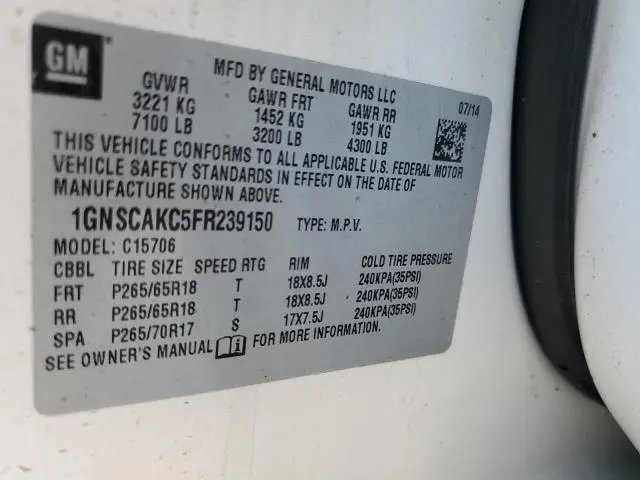 GM
MFD BY GENERAL MOTORS LLC
07/14
GVWR GAWR FRT GAWR RR
3221 KG 1452 KG 1951 KG
7100 LB 3200 LB 4300 LB
THIS VEHICLE CONFORMS TO ALL APPLICABLE U.S. FEDERAL MOTOR
VEHICLE SAFETY STANDARDS IN EFFECT ON THE DATE OF
MANUFACTURE SHOWN ABOVE.
1GNSCAKC5FR239150 TYPE: M.P.V.
MODEL: C15706
CBBL TIRE SIZE SPEED RTG RIM COLD TIRE PRESSURE
FRT P265/65R18 T 18X8.5J 240KPA(35PSI)
RR P265/65R18 T 18X8.5J 240KPA(35PSI)
SPA P265/70R17 S 17X7.5J 240KPA(35PSI)
SEE OWNER'S MANUAL FOR MORE INFORMATION.